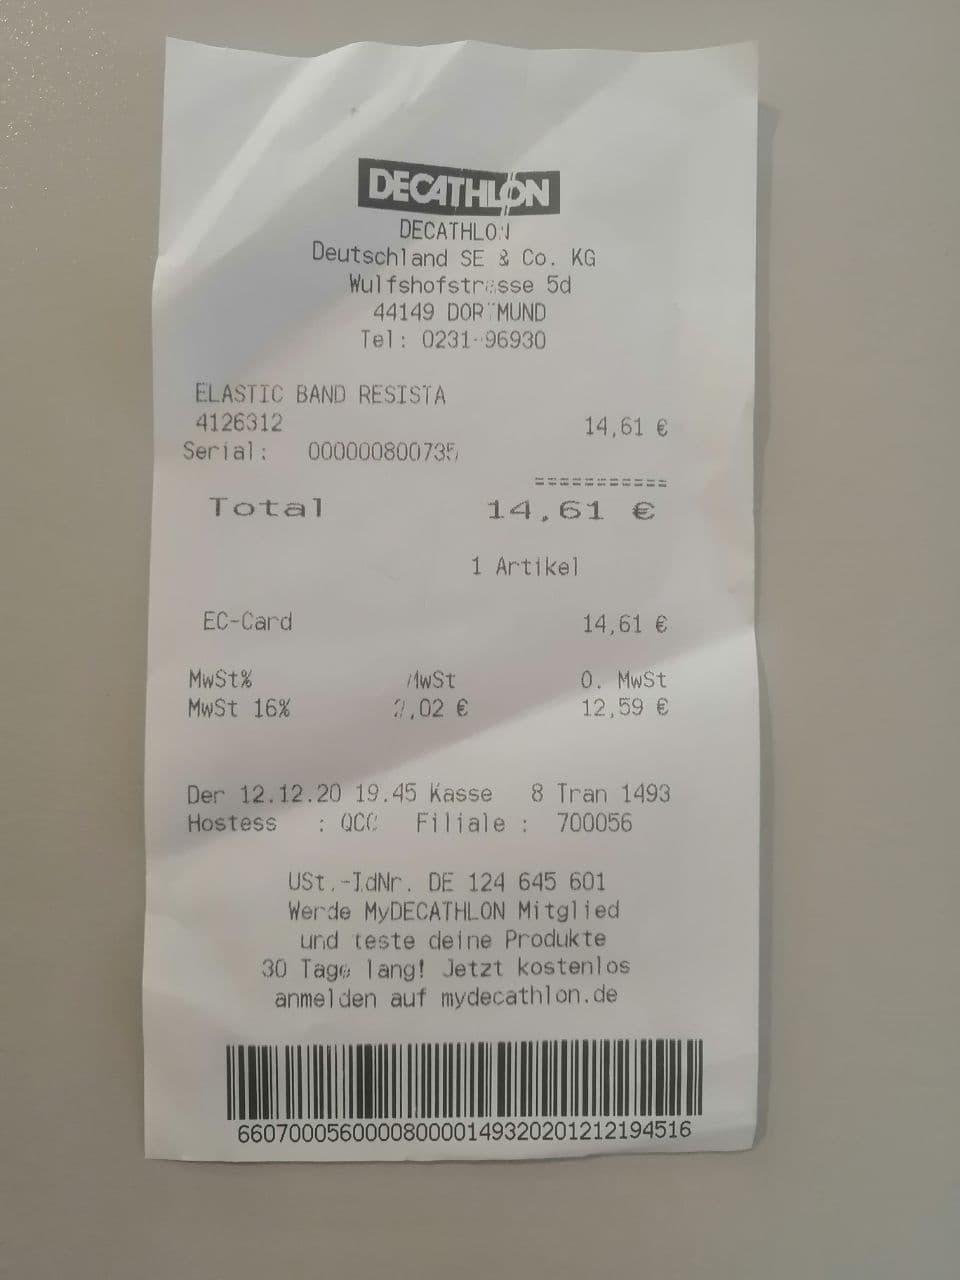 DECATHLON
DECATHLON
Deutschland SE & Co. KG
Wulfshofstrasse 5d
44149 DORTMUND
Tel: 0231-96930
ELASTIC BAND RESISTA
4126312 14,61 €
Serial:
===========
Total 14,61 €
1 Artikel
EC-Card 14,61 €
MwSt% MwSt 0. MwSt
MwSt 16% 2,02 € 12,59 €
Der 12.12.20 19.45 Kasse 8 Tran 1493
Hostess : Filiale : 700056
USt.-IdNr. DE 124 645 601
Werde MyDECATHLON Mitglied
und teste deine Produkte
30 Tage lang! Jetzt kostenlos
anmelden auf mydecathlon.de
660700056000080000149320201212194516